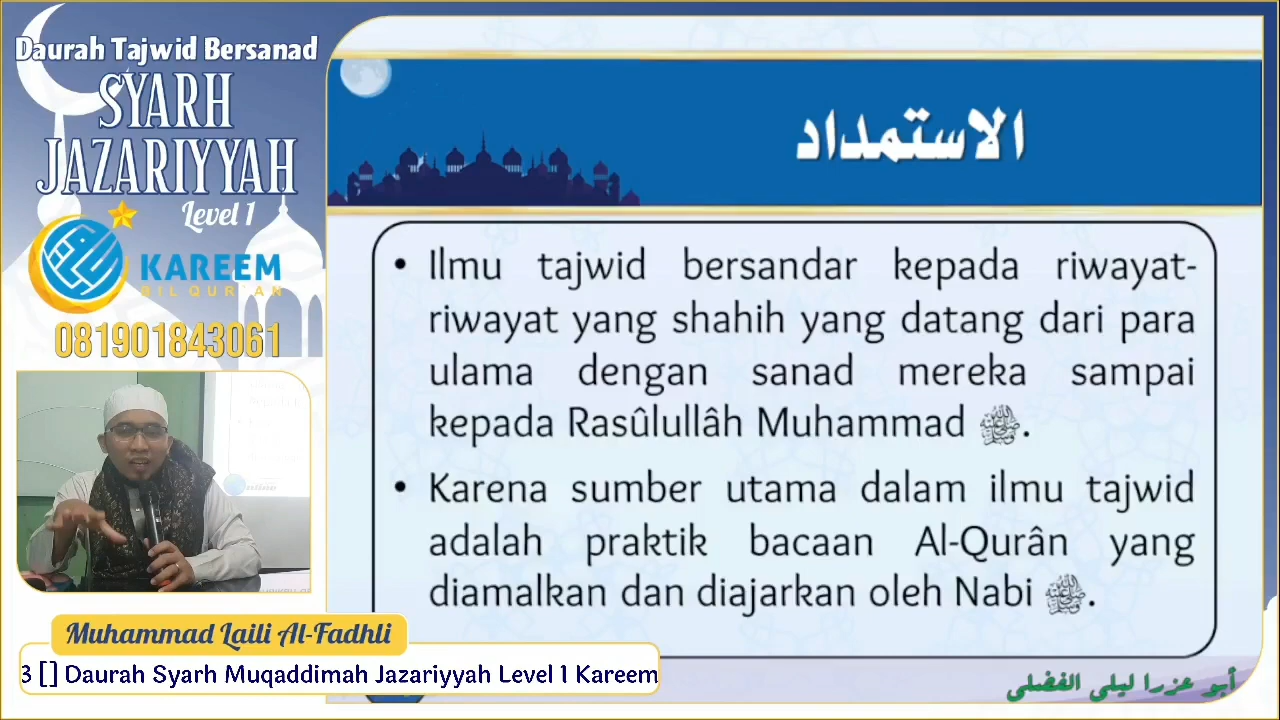 Daurah Tajwid Bersanad
SYARH
JAZARIYYAH
Level 1
KAREEM
BIL QUR'AN
081901843061
الاستمداد
• Ilmu tajwid bersandar kepada riwayat-
riwayat yang shahih yang datang dari para
ulama dengan sanad mereka sampai
kepada Rasûlullâh Muhammad ﷺ.
• Karena sumber utama dalam ilmu tajwid
adalah praktik bacaan Al-Qurân yang
diamalkan dan diajarkan oleh Nabi ﷺ.
Muhammad Laili Al-Fadhli
3 [] Daurah Syarh Muqaddimah Jazariyyah Level 1 Kareem
أبو عزرا ليلى الفضلي